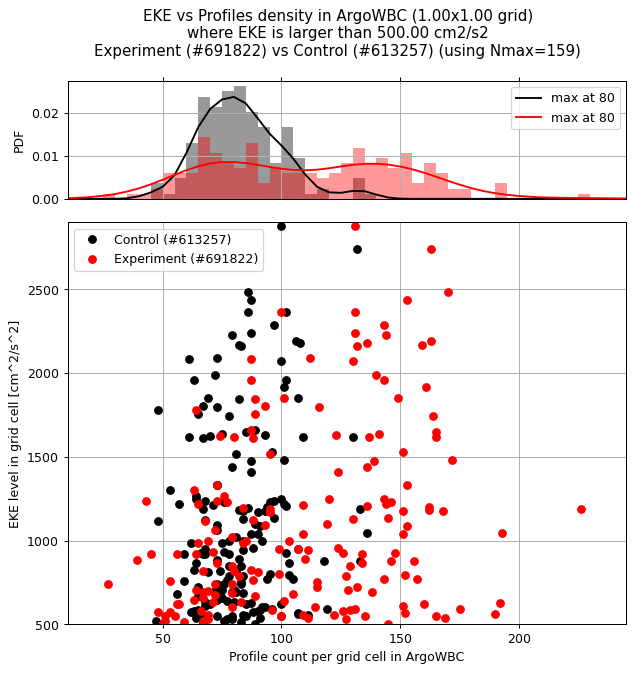 EKE vs Profiles density in ArgoWBC (1.00x1.00 grid)
where EKE is larger than 500.00 cm2/s2
Experiment (#691822) vs Control (#613257) (using Nmax=159)
PDF
0.02
0.01
0.00
max at 80
max at 80
EKE level in grid cell [cm^2/s^2]
2500
2000
1500
1000
500
Control (#613257)
Experiment (#691822)
50 100 150 200
Profile count per grid cell in ArgoWBC